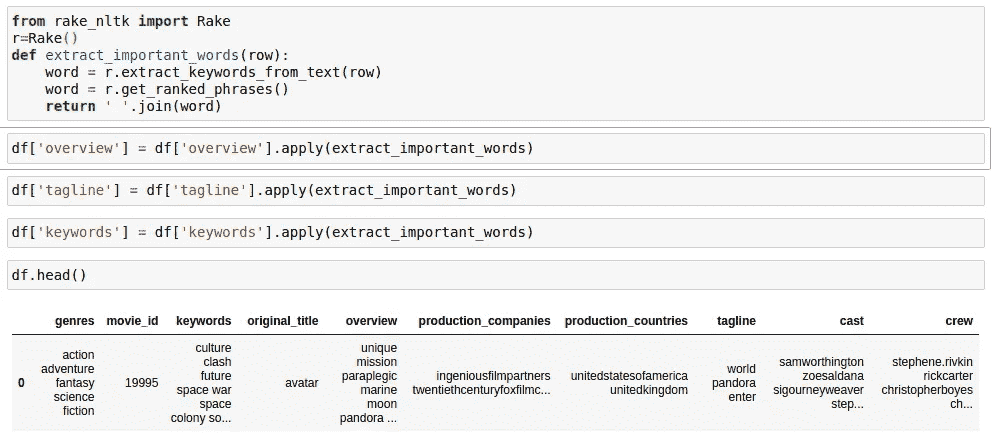 from rake_nltk import Rake
r=Rake()
def extract_important_words(row):
    word = r.extract_keywords_from_text(row)
    word = r.get_ranked_phrases()
    return ' '.join(word)
df['overview'] = df['overview'].apply(extract_important_words)
df['tagline'] = df['tagline'].apply(extract_important_words)
df['keywords'] = df['keywords'].apply(extract_important_words)
df.head()
genres movie_id keywords original_title overview production_companies production_countries tagline cast crew
0
action
adventure
fantasy
science
fiction
19995
culture
clash
future
space war
space
colony so...
avatar
unique
mission
paraplegic
marine
moon
pandora ...
ingeniousfilmpartners
twentiethcenturyfoxfilmc...
unitedstatesofamerica
unitedkingdom
world
pandora
enter
samworthington
zoesaldana
sigourneyweaver
step...
stephene.rivkin
rickcarter
christopherboyes
ch...